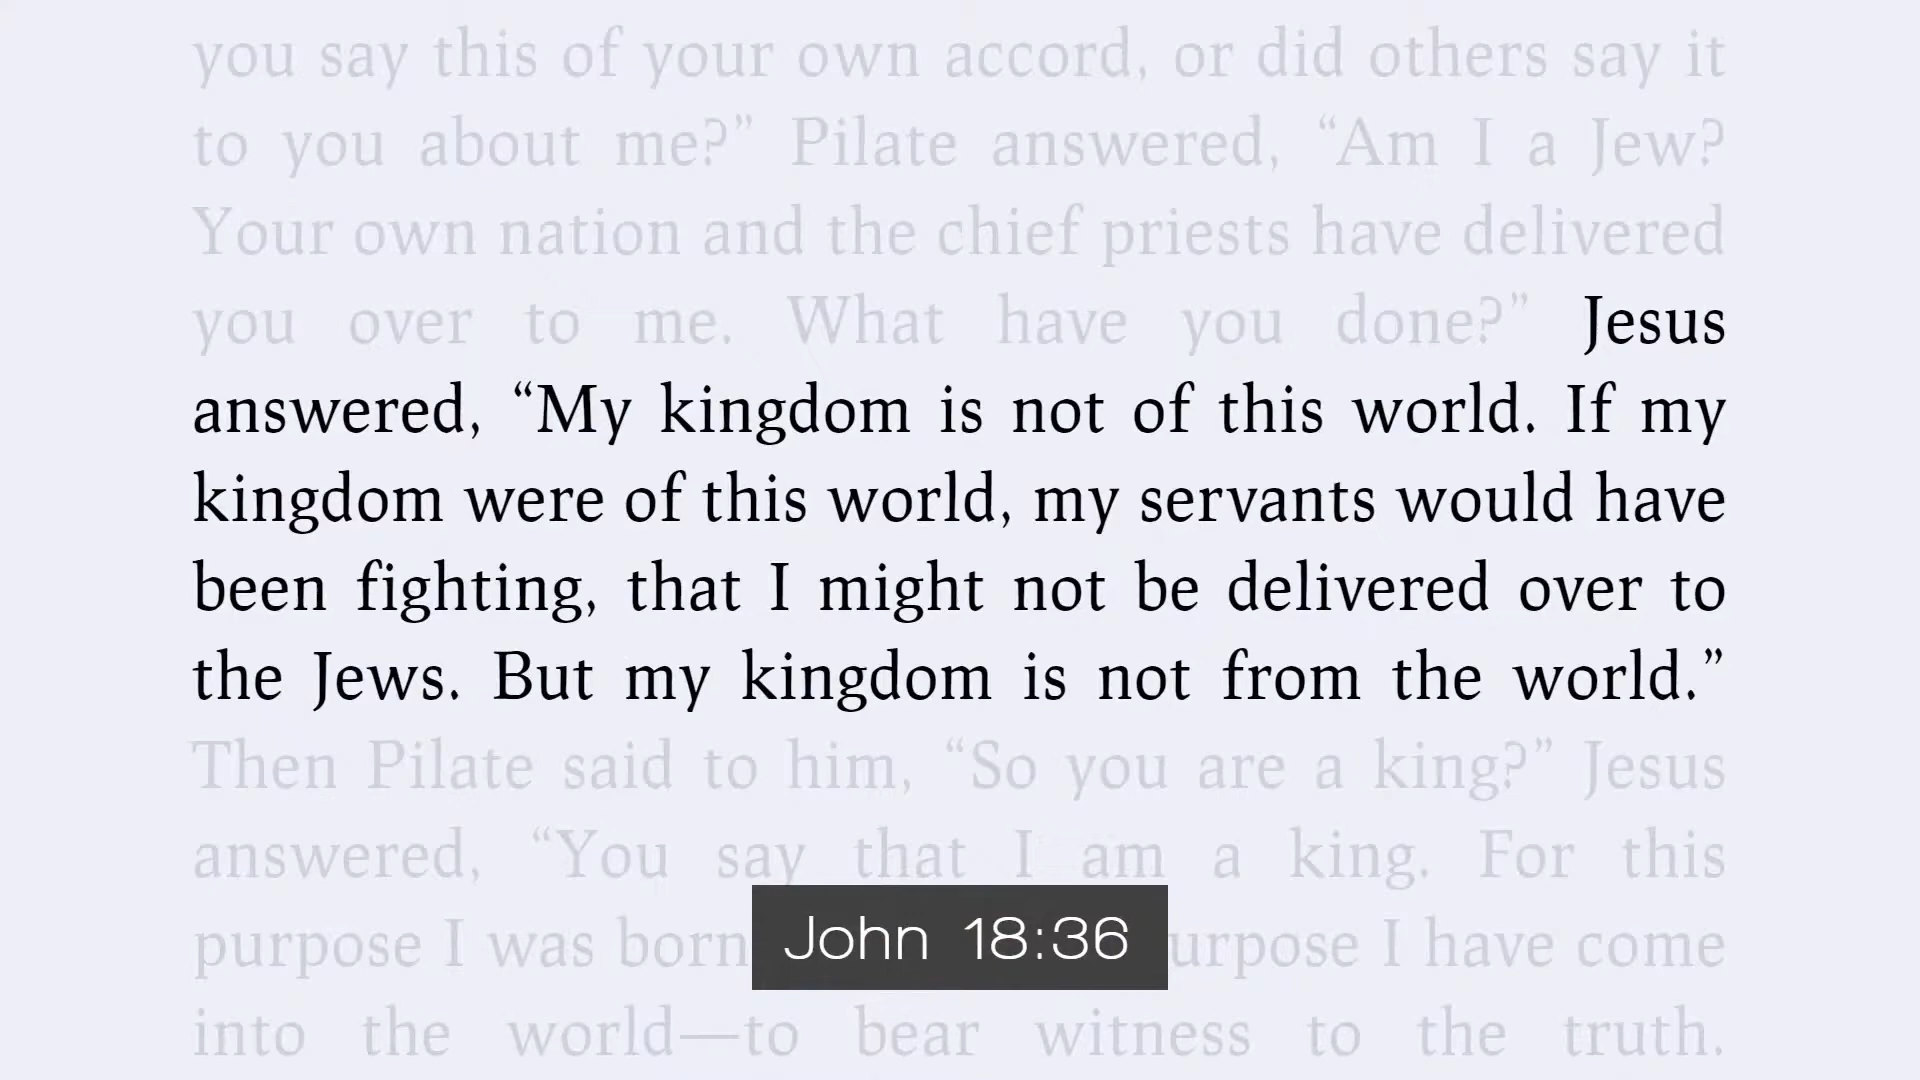 you say this of your own accord, or did others say it
to you about me?” Pilate answered, “Am I a Jew?
Your own nation and the chief priests have delivered
you over to me. What have you done?” Jesus
answered, “My kingdom is not of this world. If my
kingdom were of this world, my servants would have
been fighting, that I might not be delivered over to
the Jews. But my kingdom is not from the world.”
Then Pilate said to him, “So you are a king?” Jesus
answered, “You say that I am a king. For this
purpose I was born urpose I have come
John 18:36
into the world—to bear witness to the truth.